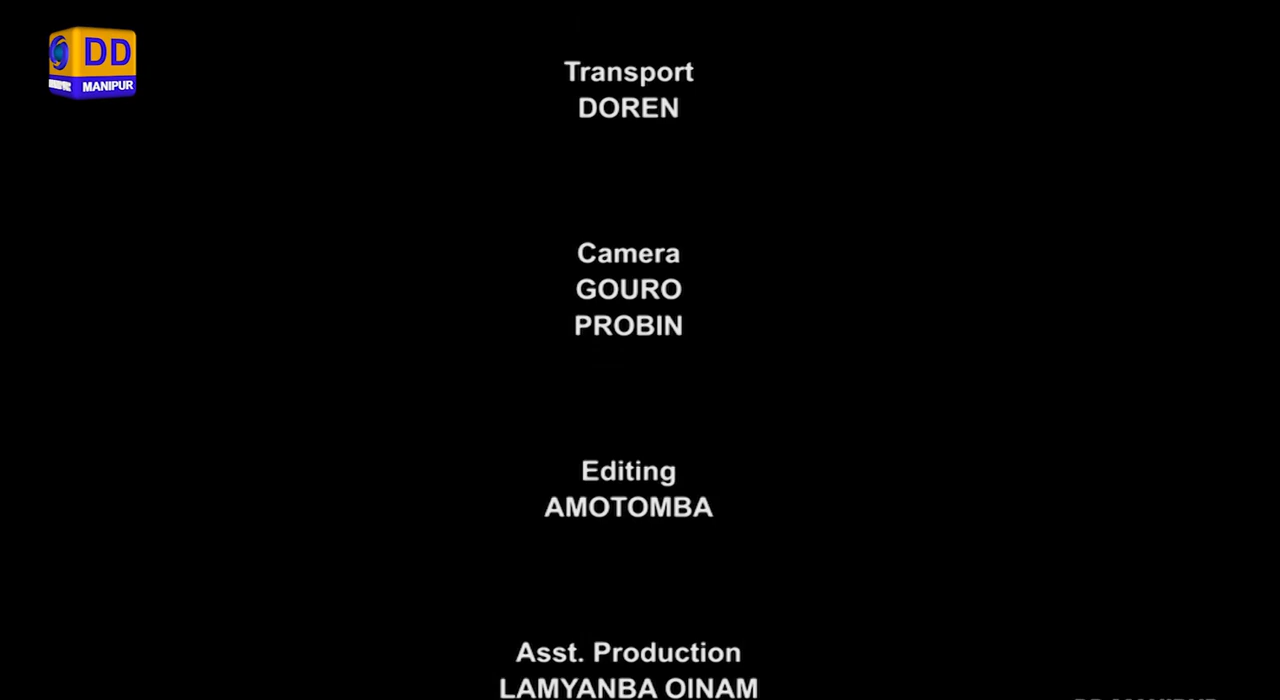 DD
MANIPUR
Transport
DOREN
Camera
GOURO
PROBIN
Editing
AMOTOMBA
Asst. Production
LAMYANBA OINAM